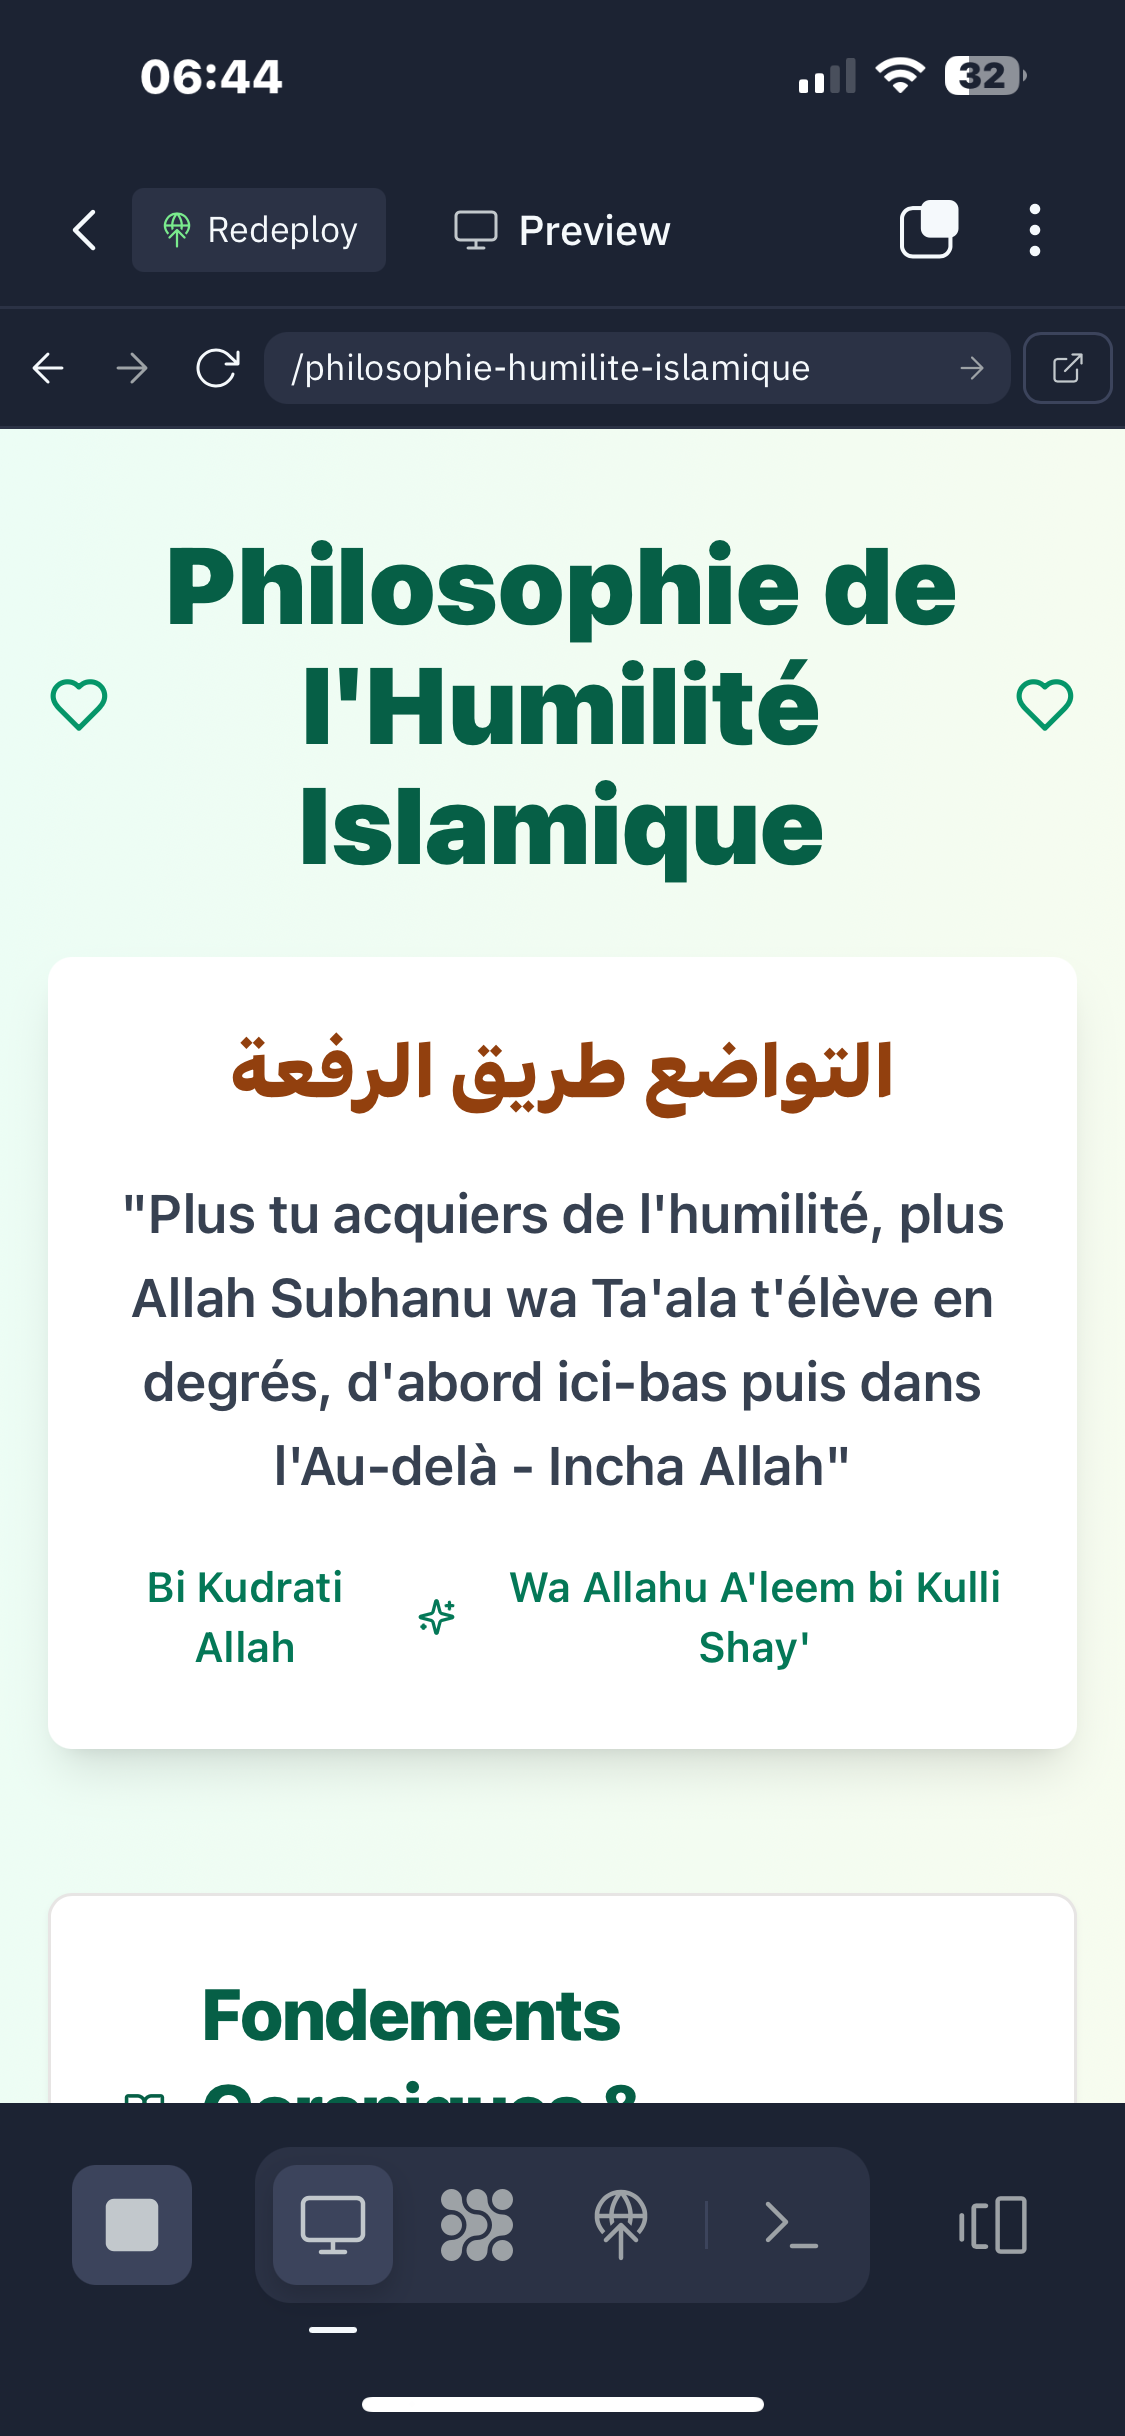 06:44
32
Redeploy
Preview
/philosophie-humilite-islamique
Philosophie de
l'Humilité
Islamique
التواضع طريق الرفعة
"Plus tu acquiers de l'humilité, plus
Allah Subhanu wa Ta'ala t'élève en
degrés, d'abord ici-bas puis dans
l'Au-delà - Incha Allah"
Bi Kudrati
Allah
Wa Allahu A'leem bi Kulli
Shay'
Fondements